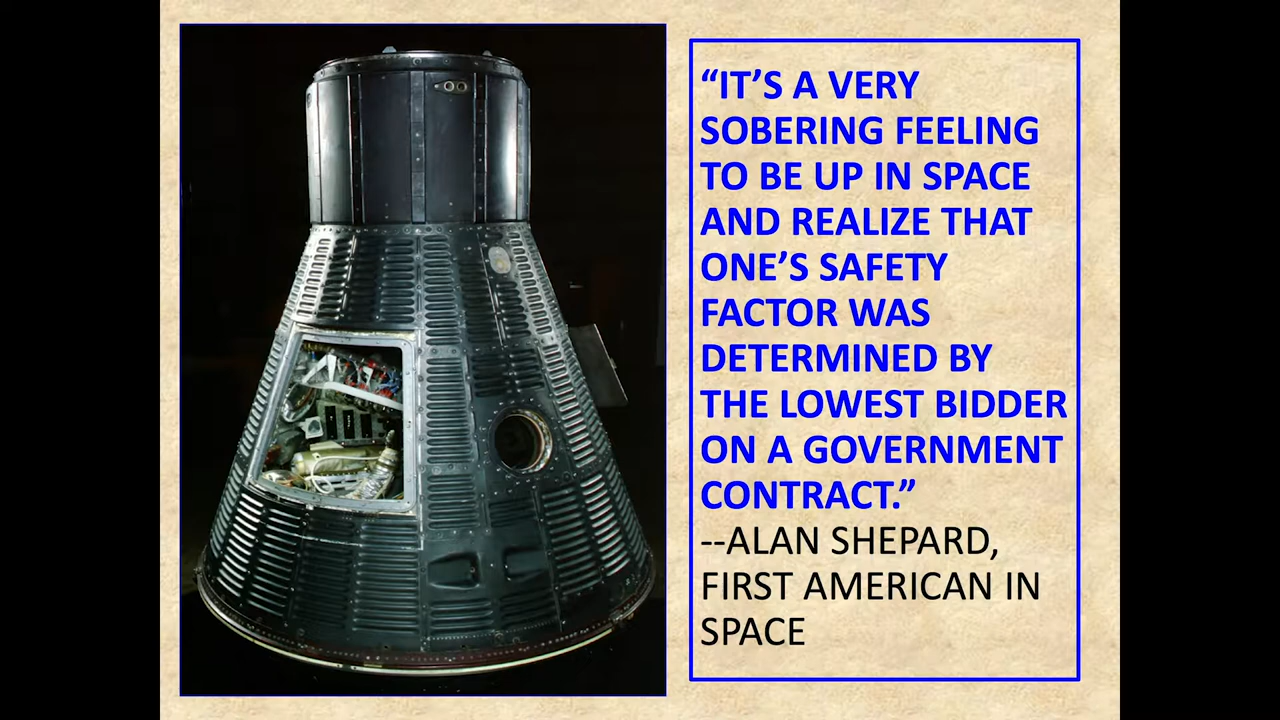 “IT’S A VERY
SOBERING FEELING
TO BE UP IN SPACE
AND REALIZE THAT
ONE’S SAFETY
FACTOR WAS
DETERMINED BY
THE LOWEST BIDDER
ON A GOVERNMENT
CONTRACT.”
--ALAN SHEPARD,
FIRST AMERICAN IN
SPACE